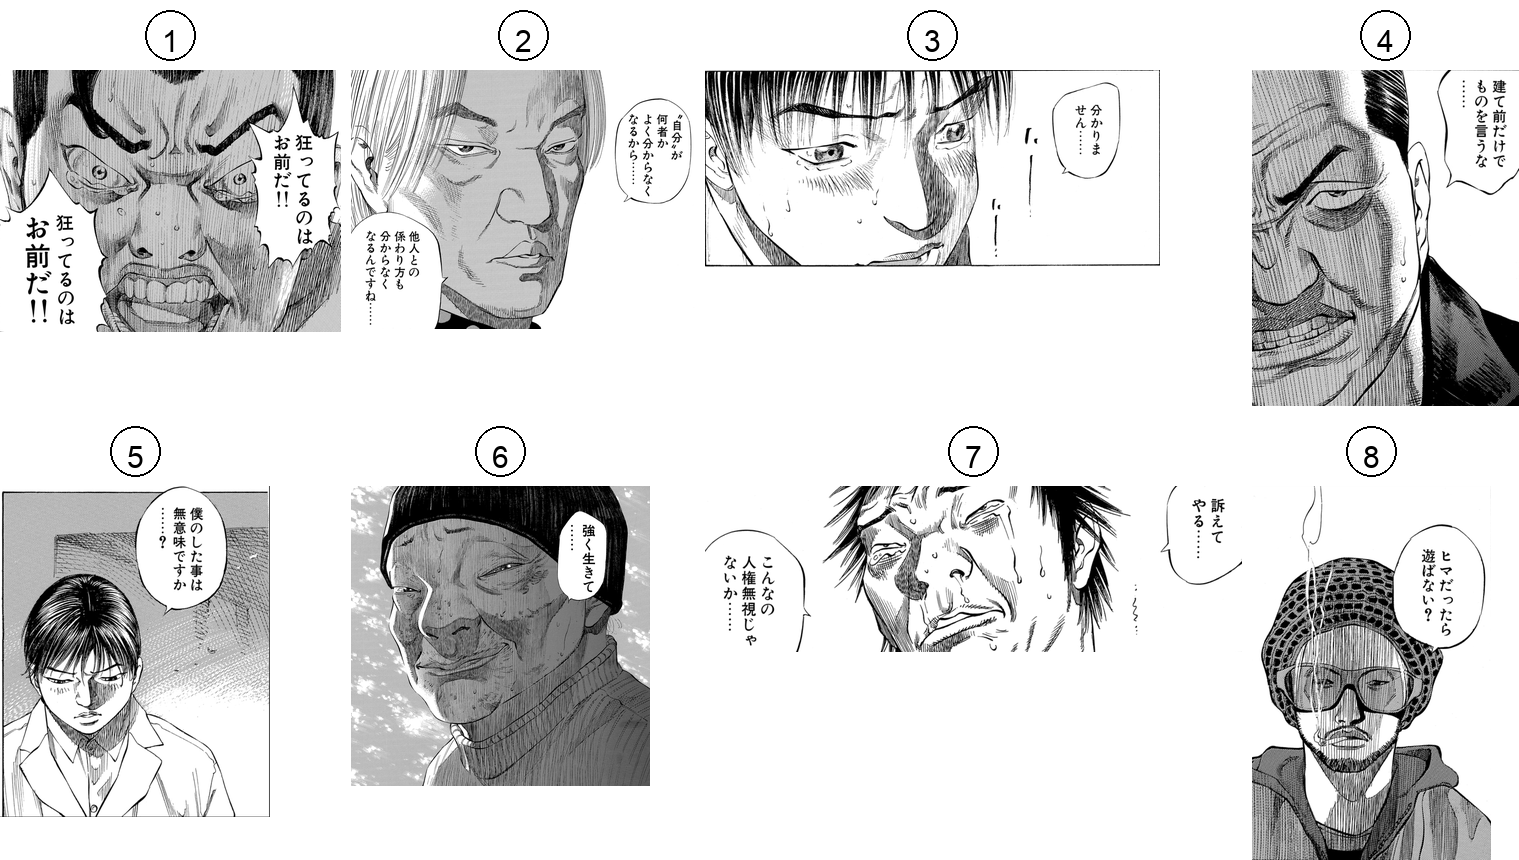 1
狂ってるのは
お前だ!!
狂ってるのは
お前だ!!
2
"自分"が
何者か
よく分からなく
なるから……
他人との
係わり方も
分からなく
なるんですね……
3
分かりま
せん……
4
建て前だけで
ものを言うな
……
5
僕のした事は
無意味ですか
……?
6
強く生きて
……
7
訴えて
やる……
こんなの
人権無視じゃ
ないか……
8
ヒマだったら
遊ばない?